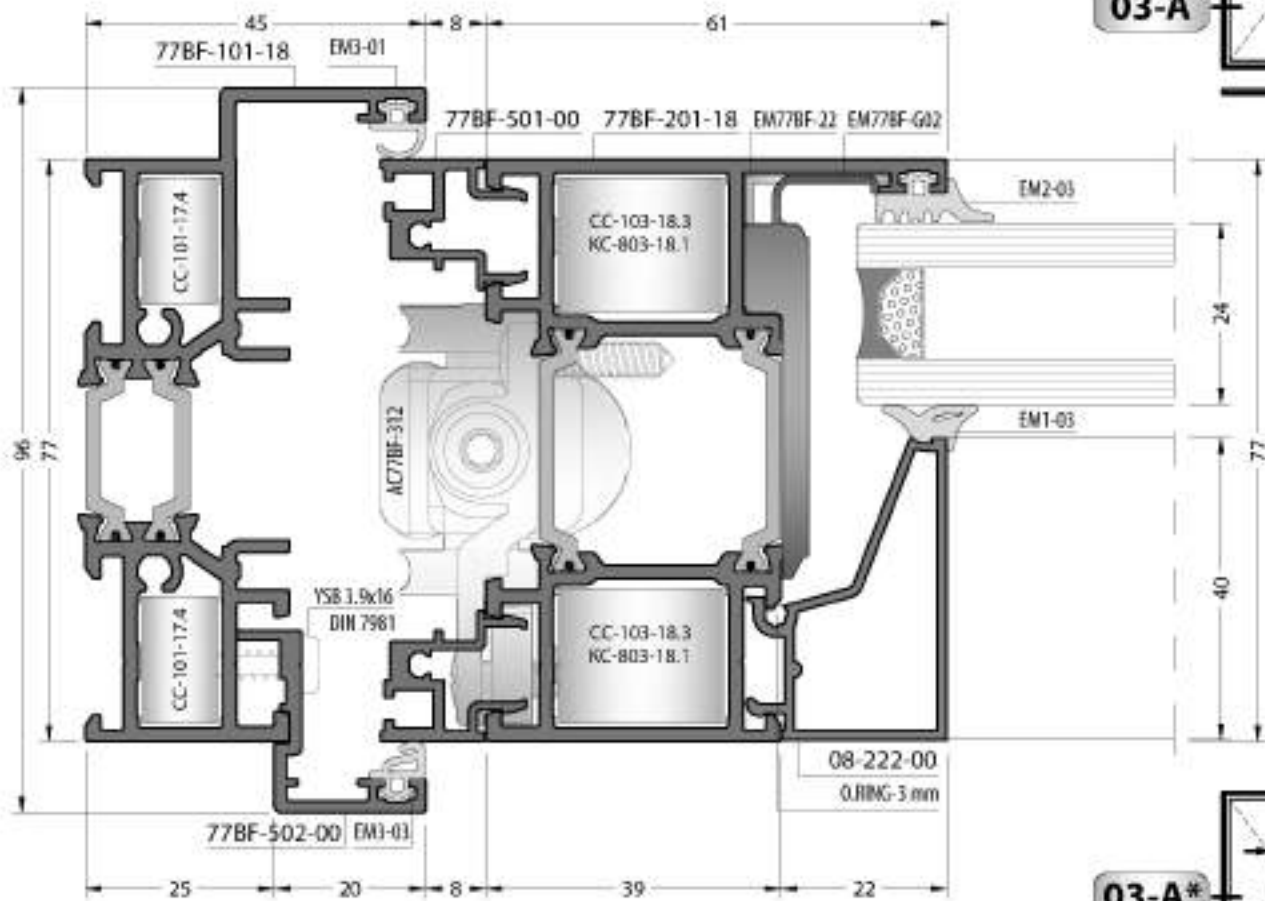 03-A
45
8
61
77BF-101-18
EM3-01
77BF-501-00
77BF-201-18
EM77BF-22
EM77BF-G02
EM2-03
CC-101-17.4
CC-103-18.3
KC-803-18.1
24
96
77
AC77BF-312
EM1-03
77
40
YSB 3.9x16
DIN 7981
CC-101-17.4
CC-103-18.3
KC-803-18.1
08-222-00
O.RING-3 mm
77BF-502-00
EM3-03
25
20
8
39
22
03-A*